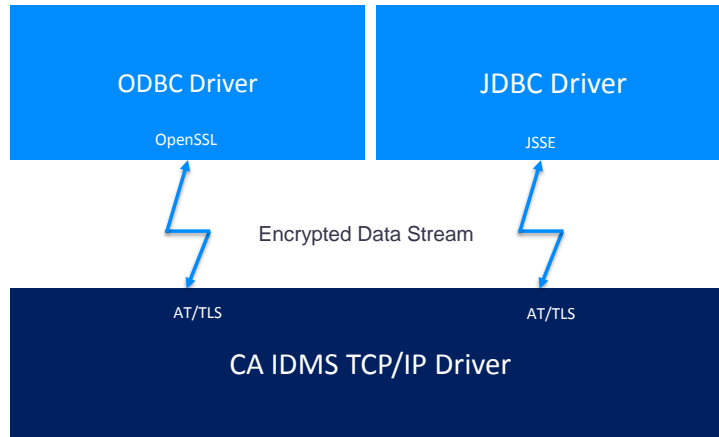 ODBC Driver
JDBC Driver
OpenSSL
JSSE
Encrypted Data Stream
AT/TLS
AT/TLS
CA IDMS TCP/IP Driver